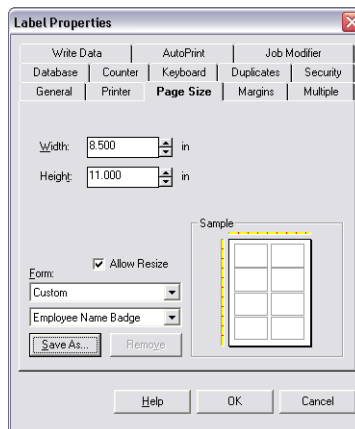 Label Properties
Write Data AutoPrint Job Modifier
Database Counter Keyboard Duplicates Security
General Printer Page Size Margins Multiple
Width: 8.500 in
Height: 11.000 in
Sample
Allow Resize
Form:
Custom
Employee Name Badge
Save As... Remove
Help OK Cancel